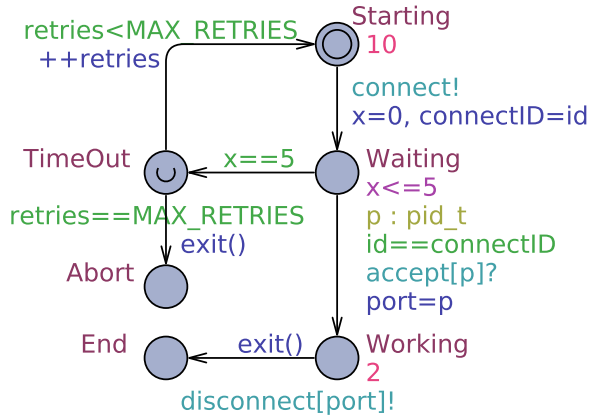 Starting
10
retries<MAX_RETRIES
++retries
connect!
x=0, connectID=id
TimeOut
x==5
Waiting
x<=5
p : pid_t
id==connectID
accept[p]?
port=p
retries==MAX_RETRIES
exit()
Abort
End
exit()
Working
2
disconnect[port]!